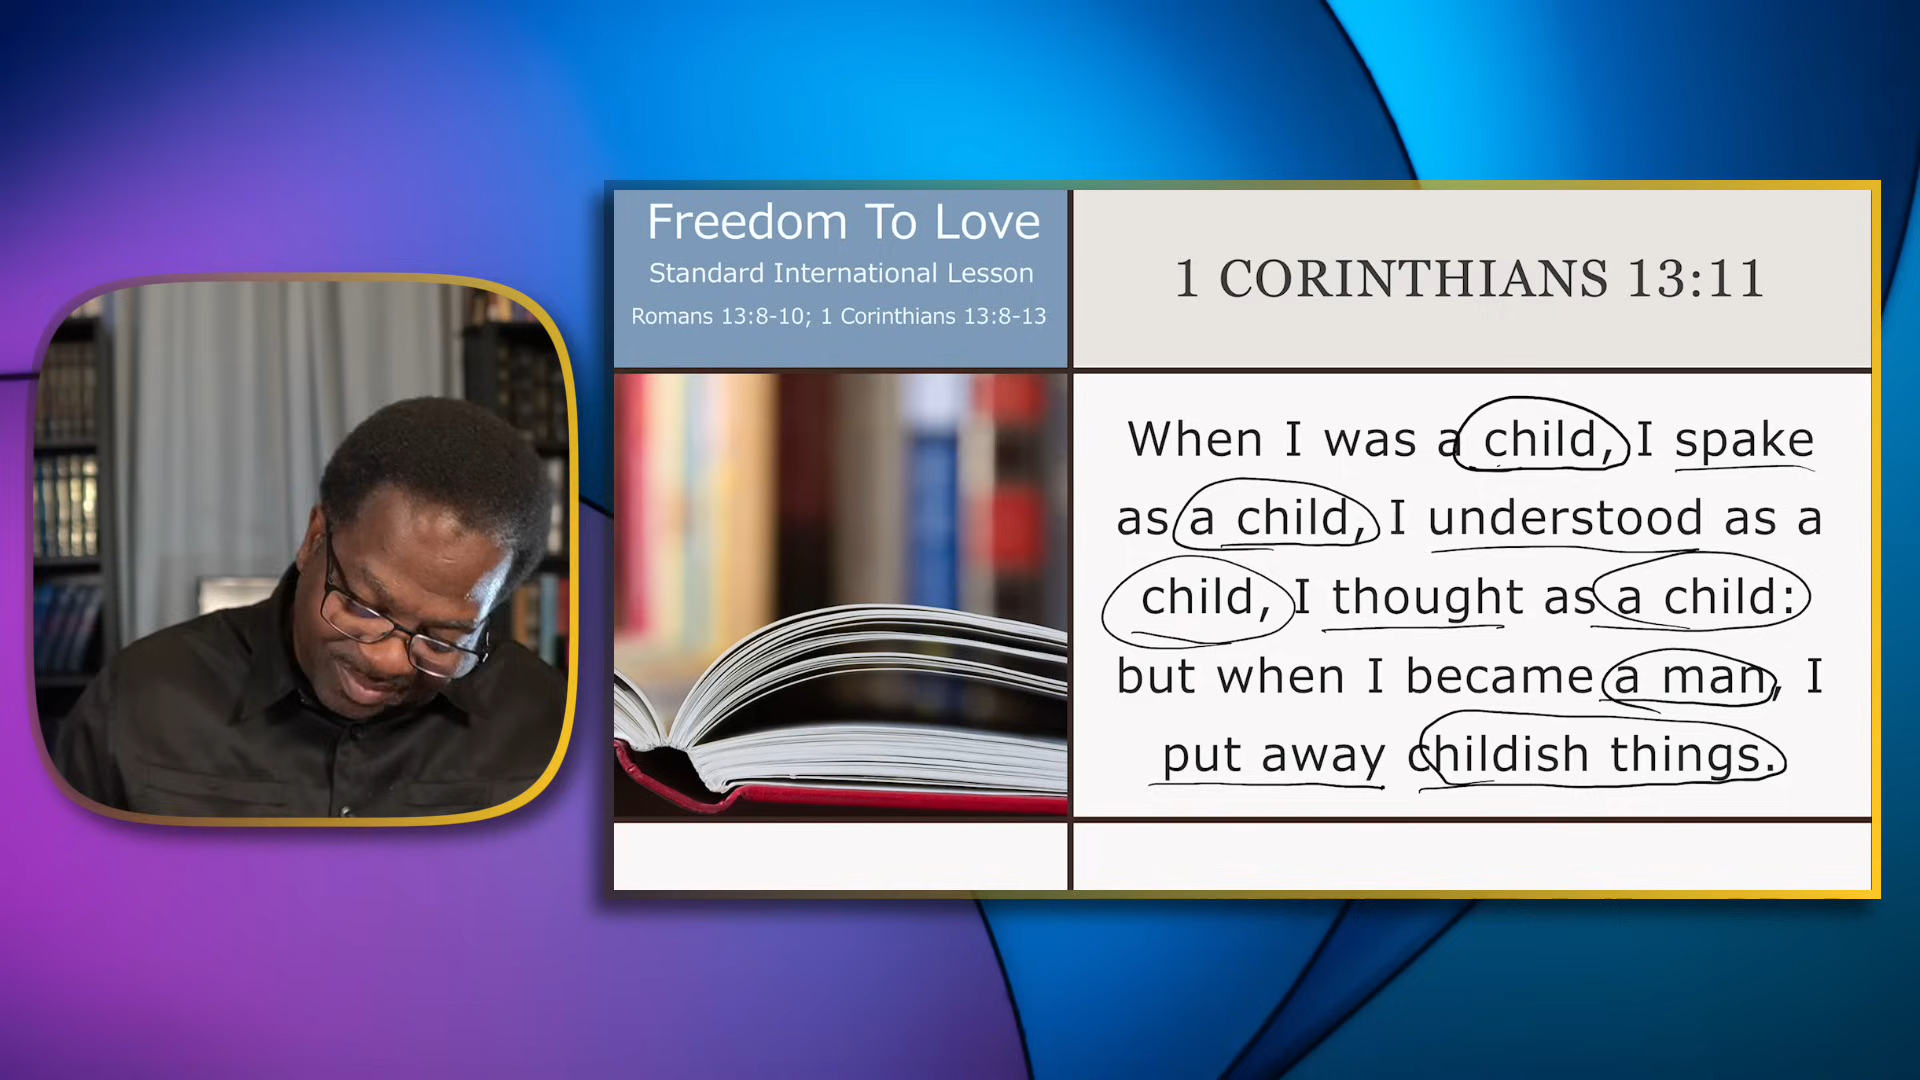 Freedom To Love
Standard International Lesson
Romans 13:8-10; 1 Corinthians 13:8-13
1 CORINTHIANS 13:11
When I was a child, I spake
as a child, I understood as a
child, I thought as a child:
but when I became a man, I
put away childish things.